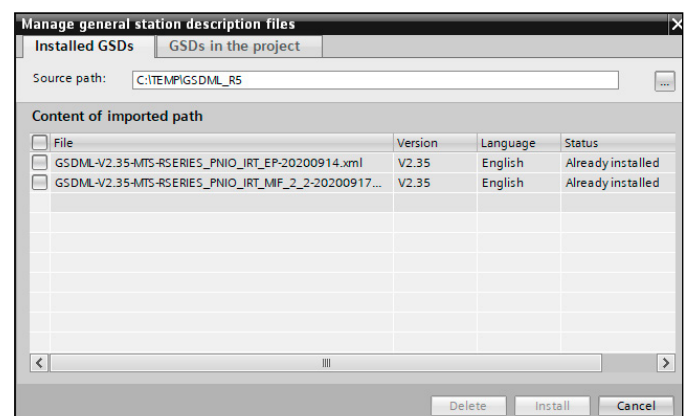 Manage general station description files
Installed GSDs GSDs in the project
Source path: C:\TEMP\GSDML_R5 ...
Content of imported path
File Version Language Status
GSDML-V2.35-MTS-RSERIES_PNIO_IRT_EP-20200914.xml V2.35 English Already installed
GSDML-V2.35-MTS-RSERIES_PNIO_IRT_MIF_2_2-20200917... V2.35 English Already installed
Delete Install Cancel